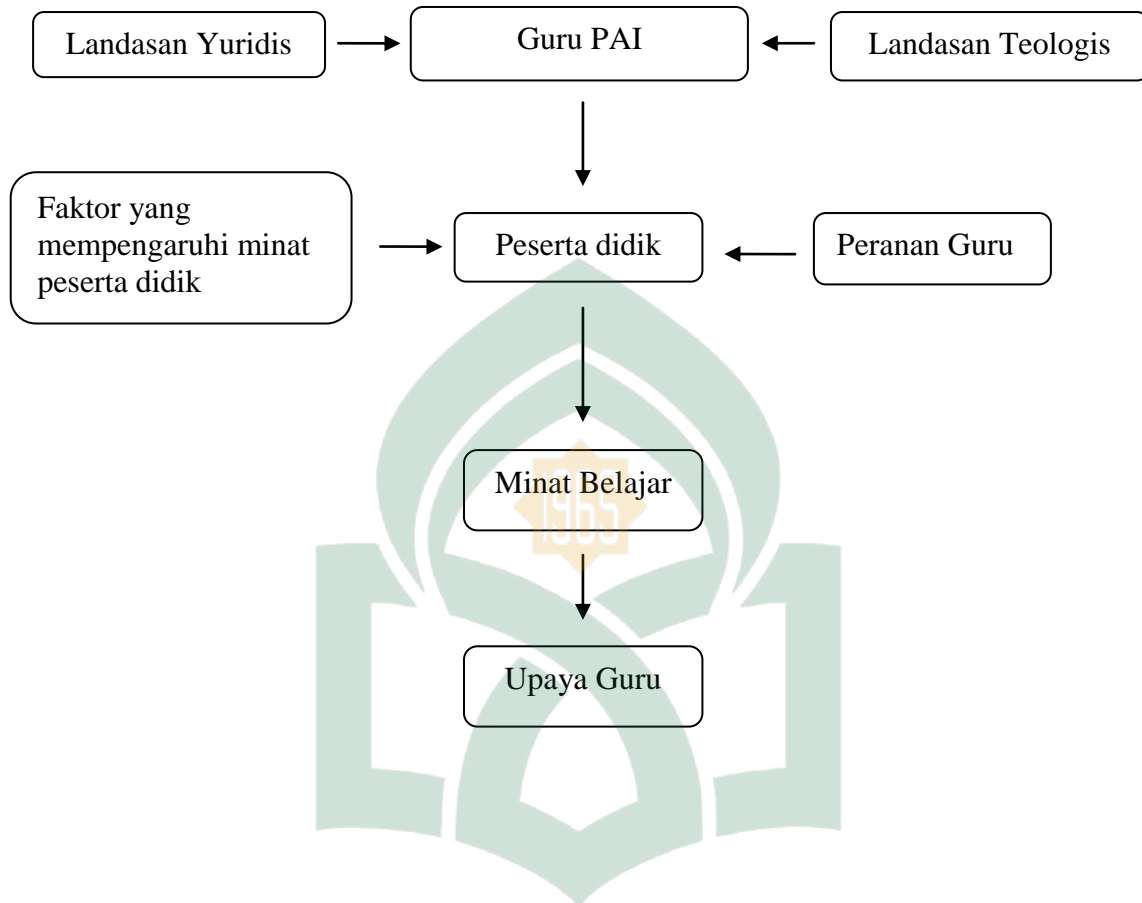 Landasan Yuridis
Guru PAI
Landasan Teologis
Faktor yang
mempengaruhi minat
peserta didik
Peserta didik
Peranan Guru
Minat Belajar
1965
Upaya Guru